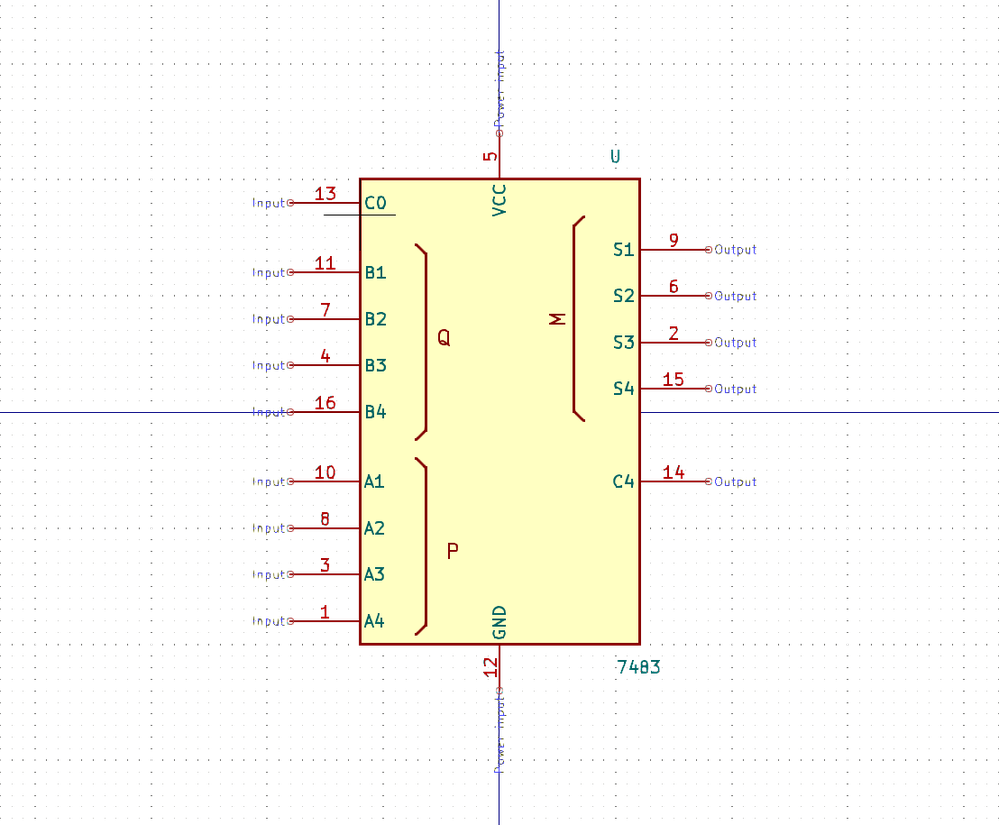 Power input
5
U
VCC
Input 13 C0
S1 9 Output
Input 11 B1
S2 6 Output
Input 7 B2
M
Q
S3 2 Output
Input 4 B3
S4 15 Output
Input 16 B4
Input 10 A1
C4 14 Output
Input 8 A2
P
Input 3 A3
Input 1 A4
GND
12
7483
Power input